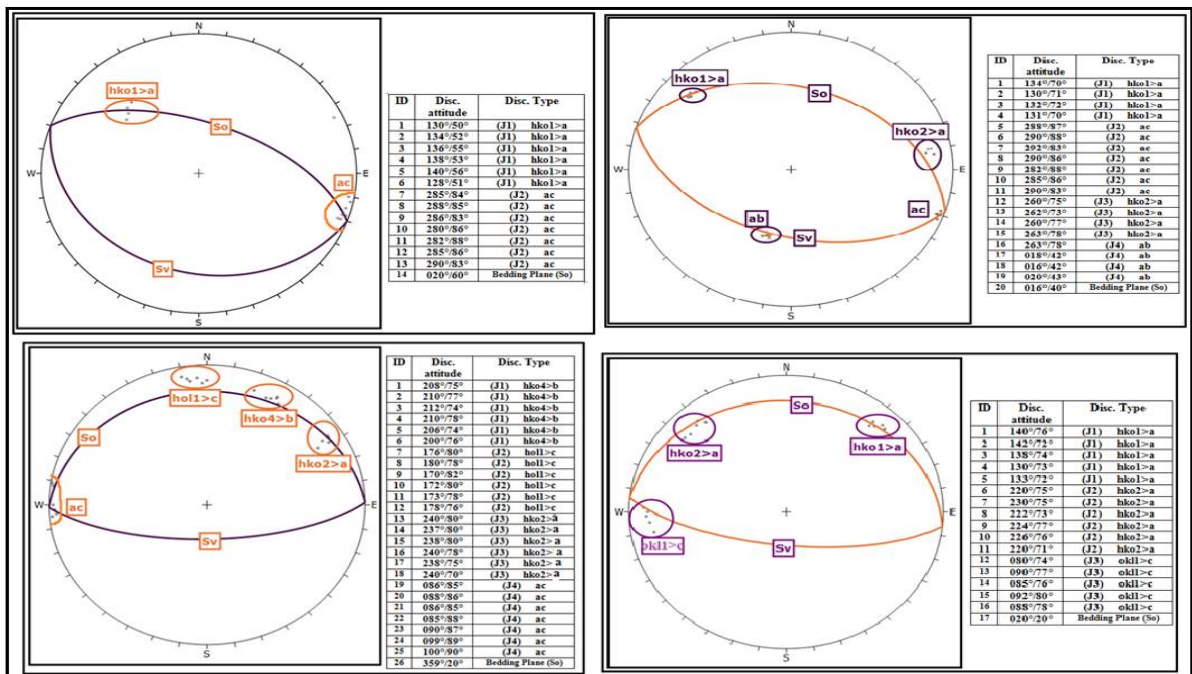 N
hko1>a
So
W
E
ac
Sv
S
ID Disc. attitude Disc. Type
1 130°/50° (J1) hko1>a
2 134°/52° (J1) hko1>a
3 136°/55° (J1) hko1>a
4 138°/53° (J1) hko1>a
5 140°/56° (J1) hko1>a
6 128°/51° (J1) hko1>a
7 285°/84° (J2) ac
8 288°/85° (J2) ac
9 286°/83° (J2) ac
10 280°/86° (J2) ac
11 282°/88° (J2) ac
12 285°/86° (J2) ac
13 290°/83° (J2) ac
14 020°/60° Bedding Plane (So)
N
hko1>a
So
hko2>a
W
E
ac
ab
Sv
S
ID Disc. attitude Disc. Type
1 134°/70° (J1) hko1>a
2 130°/71° (J1) hko1>a
3 132°/72° (J1) hko1>a
4 131°/70° (J1) hko1>a
5 288°/87° (J2) ac
6 290°/88° (J2) ac
7 292°/83° (J2) ac
8 290°/86° (J2) ac
9 282°/88° (J2) ac
10 285°/86° (J2) ac
11 290°/83° (J2) ac
12 260°/75° (J3) hko2>a
13 262°/73° (J3) hko2>a
14 260°/77° (J3) hko2>a
15 263°/78° (J3) hko2>a
16 263°/78° (J4) ab
17 018°/42° (J4) ab
18 016°/42° (J4) ab
19 020°/43° (J4) ab
20 016°/40° Bedding Plane (So)
N
hol1>c
hko4>b
So
hko2>a
W
ac
E
Sv
S
ID Disc. attitude Disc. Type
1 208°/75° (J1) hko4>b
2 210°/77° (J1) hko4>b
3 212°/74° (J1) hko4>b
4 210°/78° (J1) hko4>b
5 206°/74° (J1) hko4>b
6 200°/76° (J1) hko4>b
7 176°/80° (J2) hol1>c
8 180°/78° (J2) hol1>c
9 170°/82° (J2) hol1>c
10 172°/80° (J2) hol1>c
11 173°/78° (J2) hol1>c
12 178°/76° (J2) hol1>c
13 240°/80° (J3) hko2>a
14 237°/80° (J3) hko2>a
15 238°/80° (J3) hko2>a
16 240°/78° (J3) hko2>a
17 238°/75° (J3) hko2>a
18 240°/70° (J3) hko2>a
19 086°/85° (J4) ac
20 088°/86° (J4) ac
21 086°/85° (J4) ac
22 085°/88° (J4) ac
23 090°/87° (J4) ac
24 099°/89° (J4) ac
25 100°/90° (J4) ac
26 359°/20° Bedding Plane (So)
N
So
hko2>a
hko1>a
W
E
okl1>c
Sv
S
ID Disc. attitude Disc. Type
1 140°/76° (J1) hko1>a
2 142°/72° (J1) hko1>a
3 138°/74° (J1) hko1>a
4 130°/73° (J1) hko1>a
5 133°/72° (J1) hko1>a
6 220°/75° (J2) hko2>a
7 230°/75° (J2) hko2>a
8 222°/73° (J2) hko2>a
9 224°/77° (J2) hko2>a
10 226°/76° (J2) hko2>a
11 220°/71° (J2) hko2>a
12 080°/74° (J3) okl1>c
13 090°/77° (J3) okl1>c
14 085°/76° (J3) okl1>c
15 092°/80° (J3) okl1>c
16 088°/78° (J3) okl1>c
17 020°/20° Bedding Plane (So)